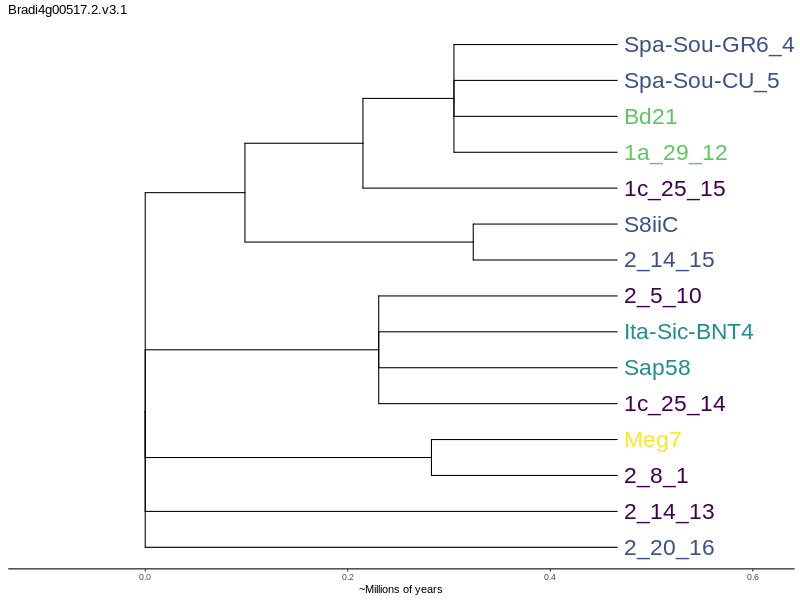 Bradi4g00517.2.v3.1
Spa-Sou-GR6_4
Spa-Sou-CU_5
Bd21
1a_29_12
1c_25_15
S8iiC
2_14_15
2_5_10
Ita-Sic-BNT4
Sap58
1c_25_14
Meg7
2_8_1
2_14_13
2_20_16
0.0 0.2 0.4 0.6
~Millions of years